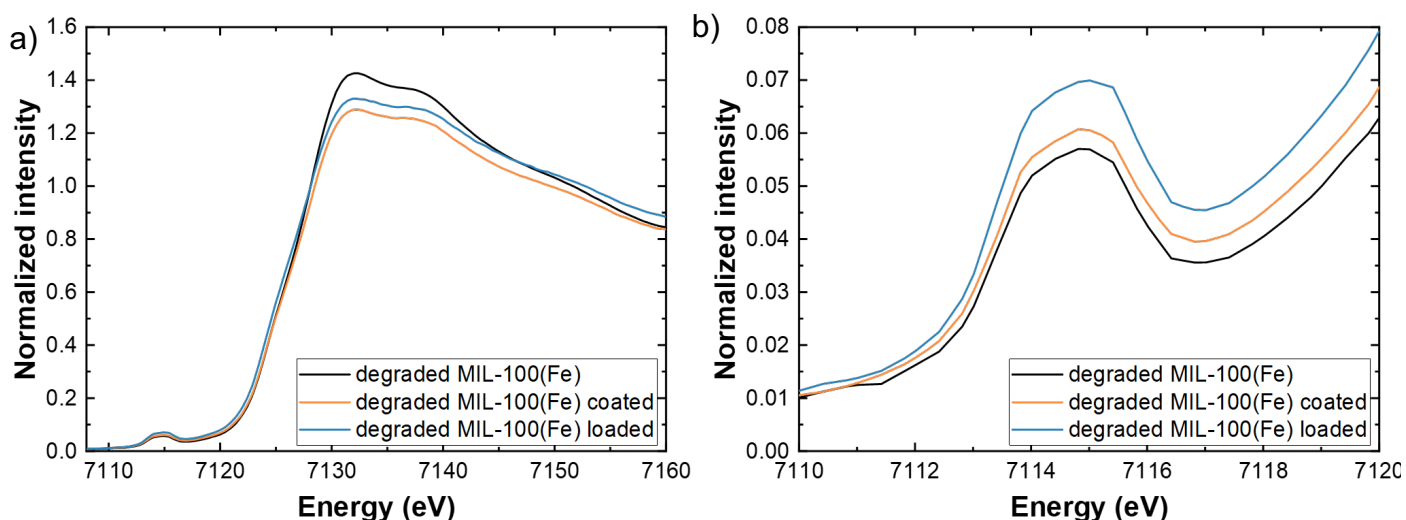 a)
Normalized intensity
1.6
1.4
1.2
1.0
0.8
0.6
0.4
0.2
0.0
degraded MIL-100(Fe)
degraded MIL-100(Fe) coated
degraded MIL-100(Fe) loaded
7110 7120 7130 7140 7150 7160
Energy (eV)
b)
Normalized intensity
0.08
0.07
0.06
0.05
0.04
0.03
0.02
0.01
0.00
degraded MIL-100(Fe)
degraded MIL-100(Fe) coated
degraded MIL-100(Fe) loaded
7110 7112 7114 7116 7118 7120
Energy (eV)